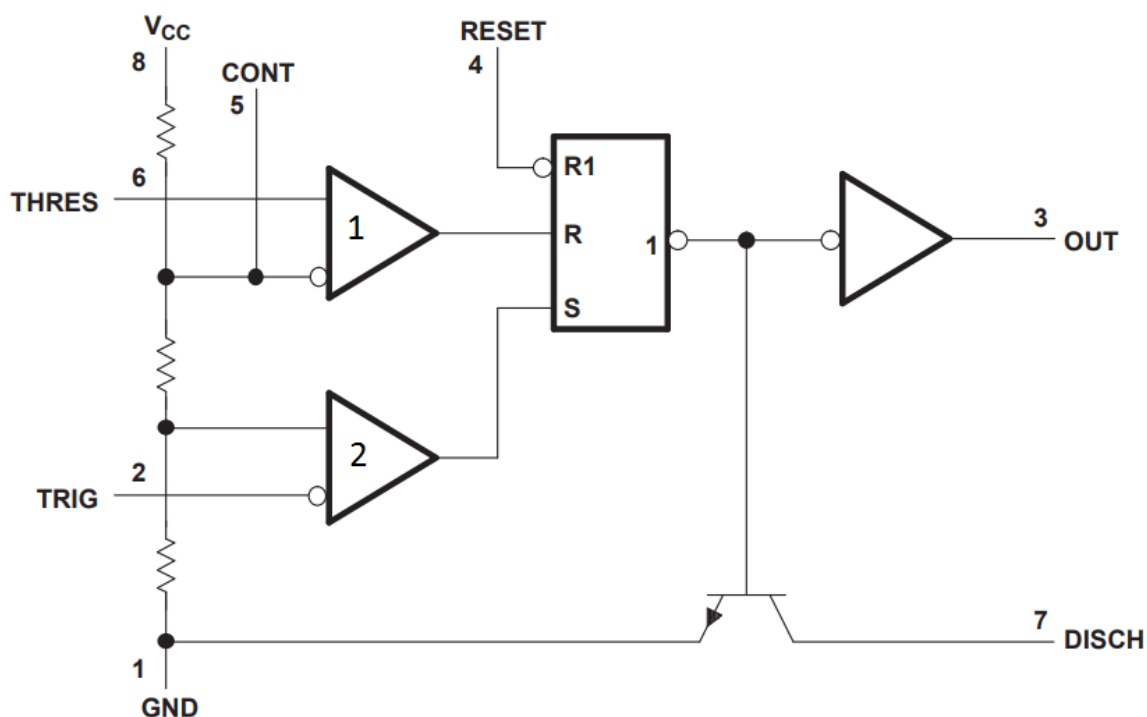 V_CC
8
RESET
4
CONT
5
6
THRES
1
R1
R
1
S
3
OUT
2
2
TRIG
7
DISCH
1
GND